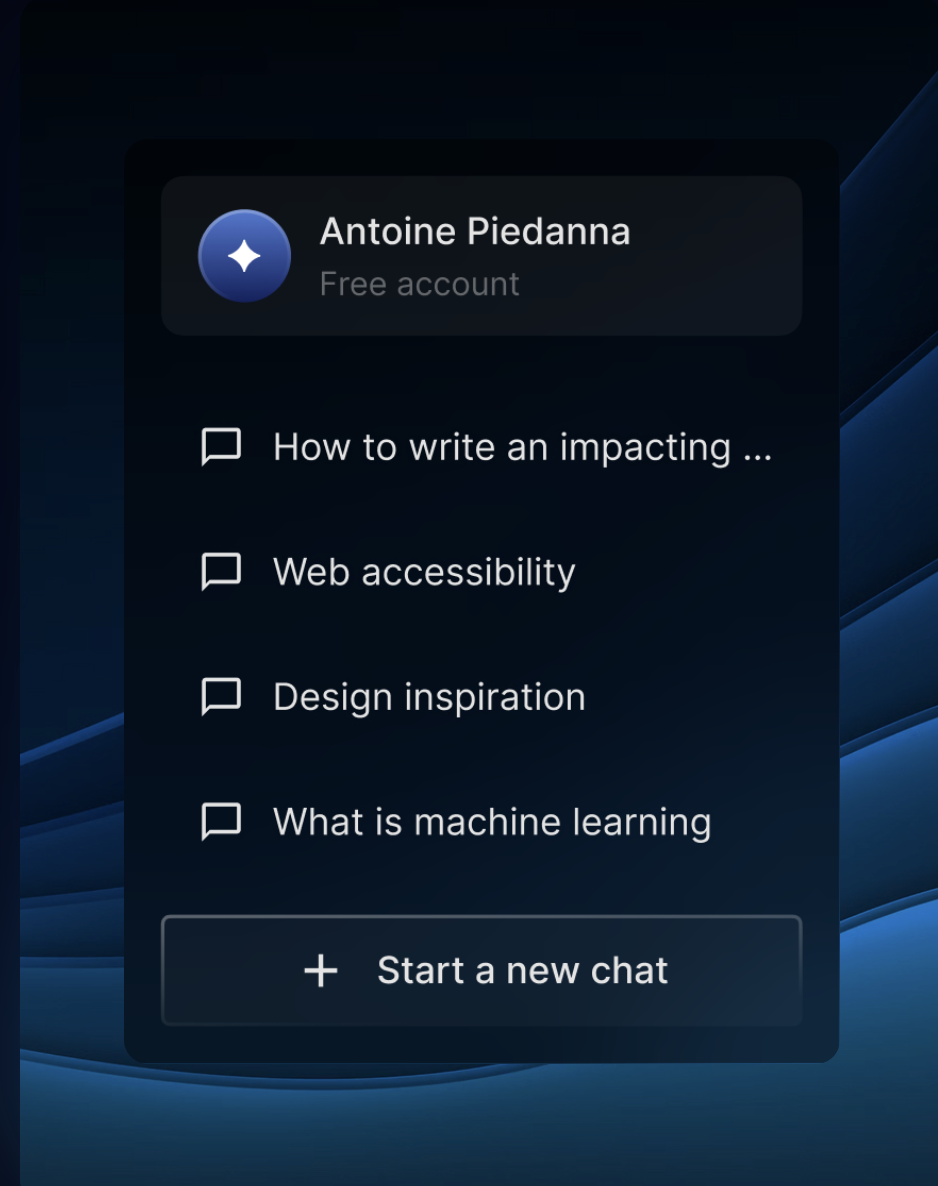 Antoine Piedanna
Free account
How to write an impacting ...
Web accessibility
Design inspiration
What is machine learning
Start a new chat